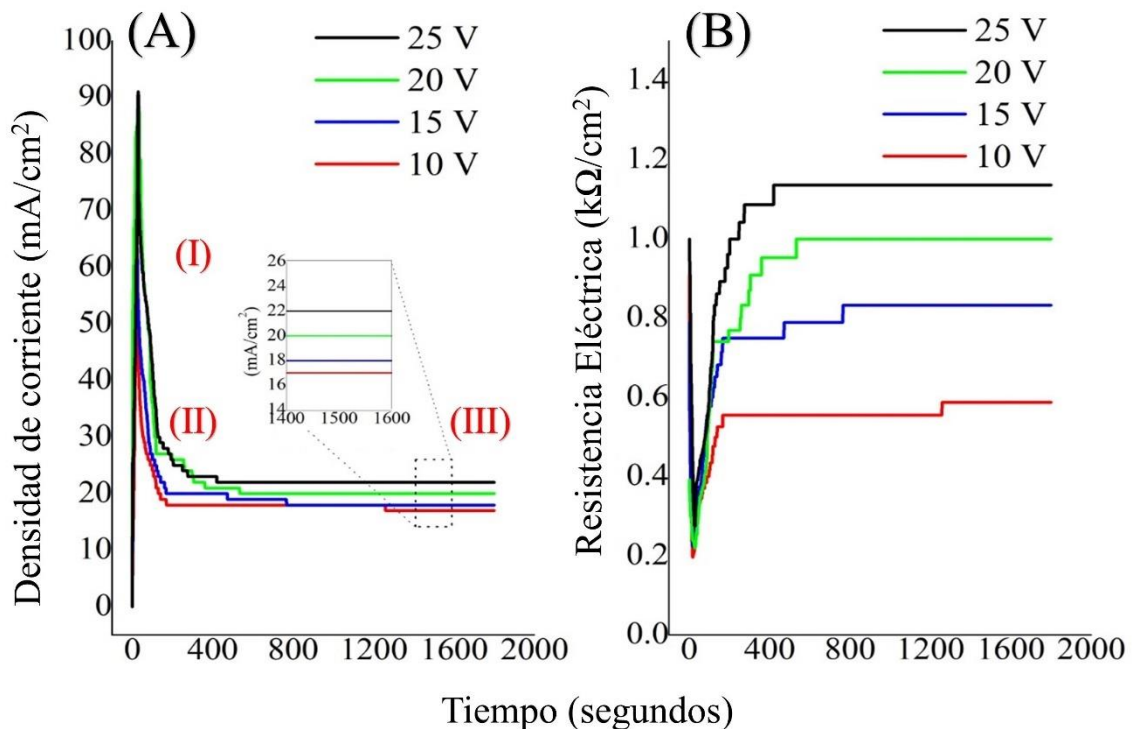 (A)
25 V
20 V
15 V
10 V
Densidad de corriente (mA/cm²)
100
90
80
70
60
50
40
30
20
10
0
(I)
(II)
(III)
(mA/cm²)
26
24
22
20
18
16
14
1400 1500 1600
0 400 800 1200 1600 2000
(B)
25 V
20 V
15 V
10 V
Resistencia Eléctrica (kΩ/cm²)
1.4
1.2
1.0
0.8
0.6
0.4
0.2
0.0
0 400 800 1200 1600 2000
Tiempo (segundos)